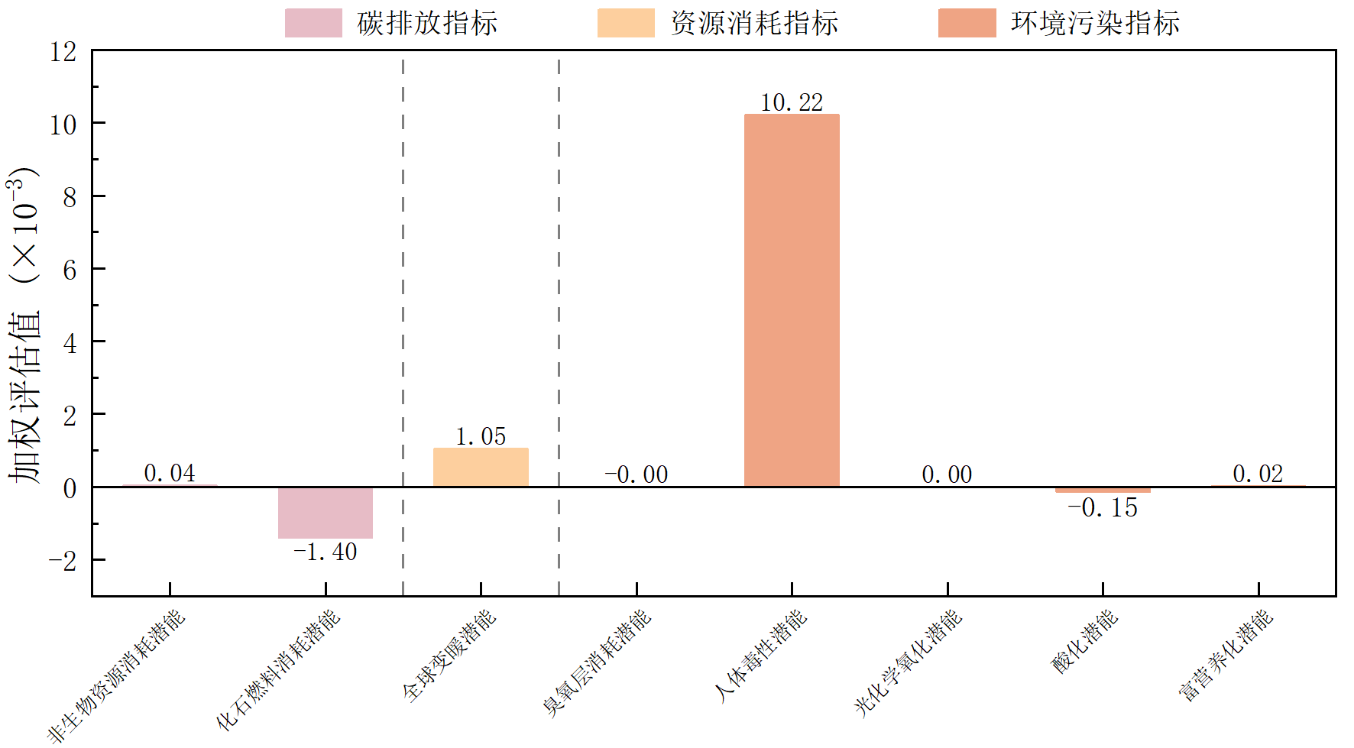 碳排放指标 资源消耗指标 环境污染指标
加权评估值 (×10⁻³)
12
10
8
6
4
2
0
-2
0.04
-1.40
1.05
-0.00
10.22
0.00
-0.15
0.02
非生物资源消耗潜能
化石燃料消耗潜能
全球变暖潜能
臭氧层消耗潜能
人体毒性潜能
光化学氧化潜能
酸化潜能
富营养化潜能